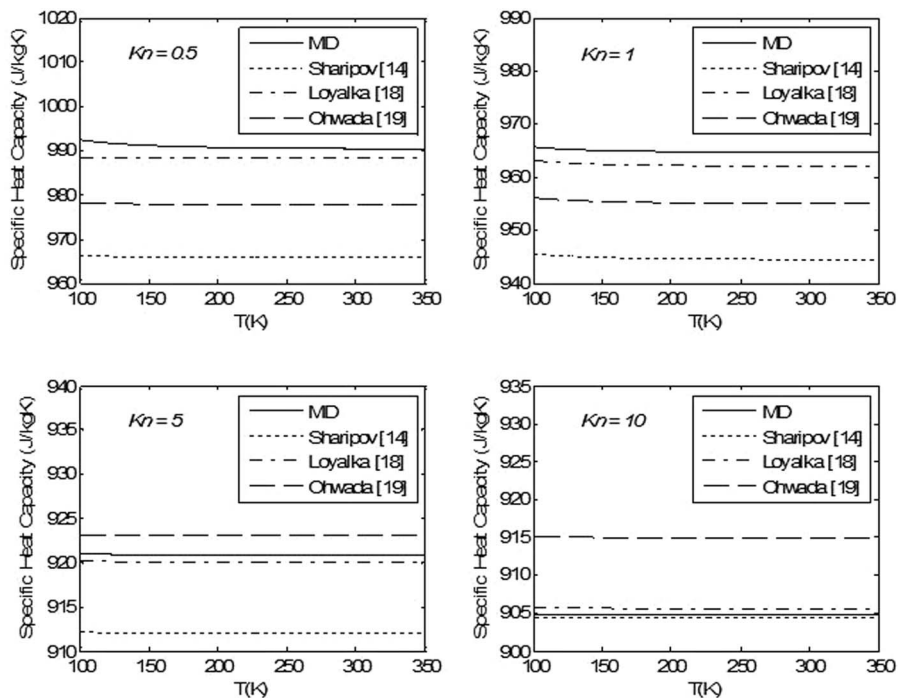 Specific Heat Capacity (J/kgK)
1020
1010
1000
990
980
970
960
Kn = 0.5
MD
Sharipov [14]
Loyalka [18]
Ohwada [19]
100 150 200 250 300 350
T(K)
Specific Heat Capacity (J/kgK)
990
980
970
960
950
940
Kn = 1
MD
Sharipov [14]
Loyalka [18]
Ohwada [19]
100 150 200 250 300 350
T(K)
Specific Heat Capacity (J/kgK)
940
935
930
925
920
915
910
Kn = 5
MD
Sharipov [14]
Loyalka [18]
Ohwada [19]
100 150 200 250 300 350
T(K)
Specific Heat Capacity (J/kgK)
935
930
925
920
915
910
905
900
Kn = 10
MD
Sharipov [14]
Loyalka [18]
Ohwada [19]
100 150 200 250 300 350
T(K)